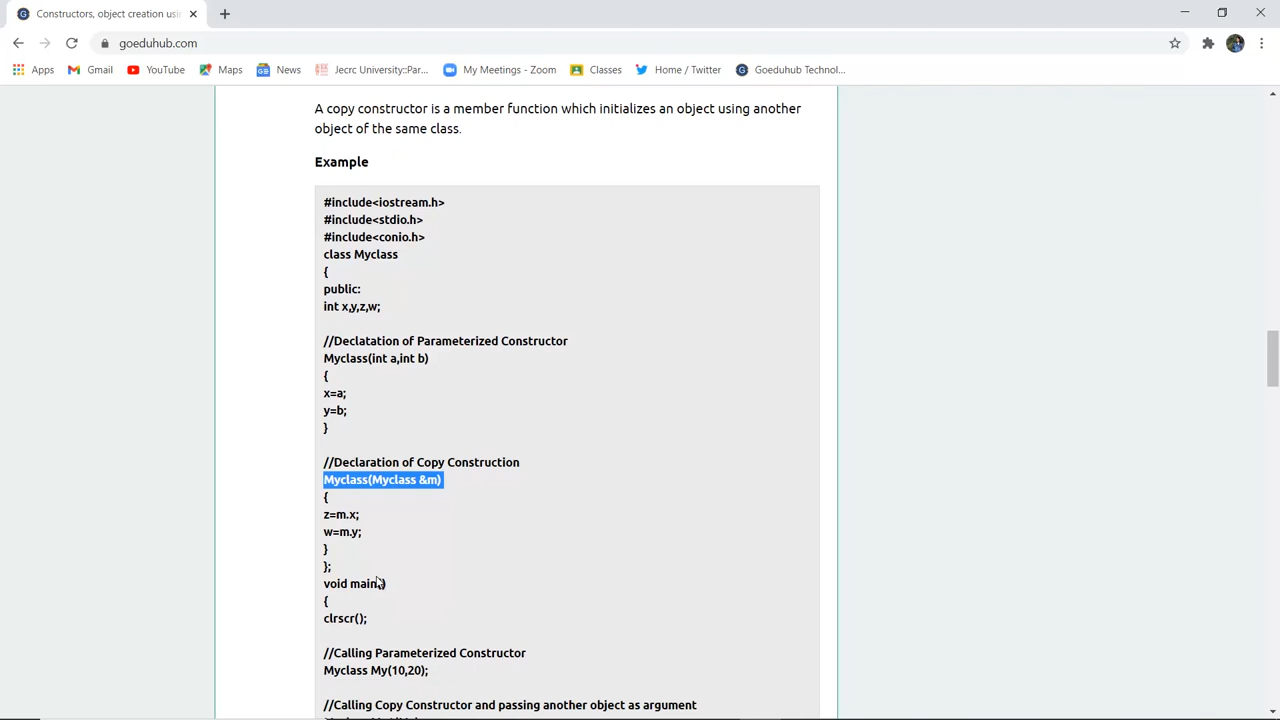 Constructors, object creation usin
goeduhub.com
Apps Gmail YouTube Maps News Jecrc University::Par... My Meetings - Zoom Classes Home / Twitter Goeduhub Technol...
A copy constructor is a member function which initializes an object using another
object of the same class.
Example
#include<iostream.h>
#include<stdio.h>
#include<conio.h>
class Myclass
{
public:
int x,y,z,w;
//Declatation of Parameterized Constructor
Myclass(int a,int b)
{
x=a;
y=b;
}
//Declaration of Copy Construction
Myclass(Myclass &m)
{
z=m.x;
w=m.y;
}
};
void main()
{
clrscr();
//Calling Parameterized Constructor
Myclass My(10,20);
//Calling Copy Constructor and passing another object as argument